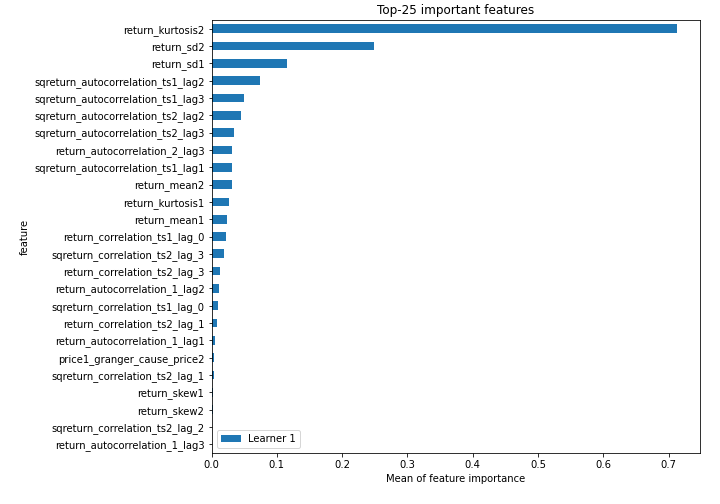 Top-25 important features
return_kurtosis2
return_sd2
return_sd1
sqreturn_autocorrelation_ts1_lag2
sqreturn_autocorrelation_ts1_lag3
sqreturn_autocorrelation_ts2_lag2
sqreturn_autocorrelation_ts2_lag3
return_autocorrelation_2_lag3
sqreturn_autocorrelation_ts1_lag1
return_mean2
return_kurtosis1
return_mean1
return_correlation_ts1_lag_0
sqreturn_correlation_ts2_lag_3
return_correlation_ts2_lag_3
return_autocorrelation_1_lag2
sqreturn_correlation_ts1_lag_0
return_correlation_ts2_lag_1
return_autocorrelation_1_lag1
price1_granger_cause_price2
sqreturn_correlation_ts2_lag_1
return_skew1
return_skew2
sqreturn_correlation_ts2_lag_2
return_autocorrelation_1_lag3
feature
Learner 1
0.0 0.1 0.2 0.3 0.4 0.5 0.6 0.7
Mean of feature importance